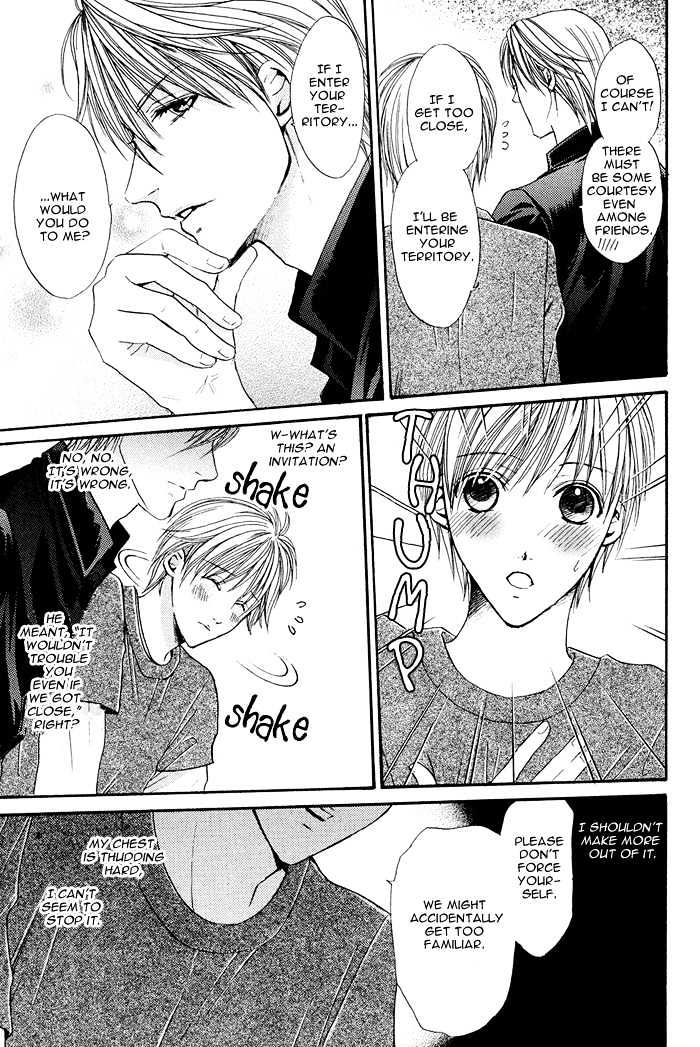 OF
COURSE
I CAN'T!
THERE
MUST
BE SOME
COURTESY
EVEN
AMONG
FRIENDS.
IF I
GET TOO
CLOSE,
I'LL BE
ENTERING
YOUR
TERRITORY.
IF I
ENTER
YOUR
TER-
RITORY...
...WHAT
WOULD
YOU DO
TO ME?
THUMP
W-WHAT'S
THIS? AN
INVITATION?
shake
NO, NO.
IT'S WRONG,
IT'S WRONG.
HE
MEANT, "IT
WOULDN'T
TROUBLE
YOU
EVEN IF
WE GOT
CLOSE,"
RIGHT?
shake
I SHOULDN'T
MAKE MORE
OUT OF IT.
PLEASE
DON'T
FORCE
YOUR-
SELF.
WE MIGHT
ACCIDENTALLY
GET TOO
FAMILIAR.
MY CHEST
IS THUDDING
HARD,
I CAN'T
SEEM TO
STOP IT.